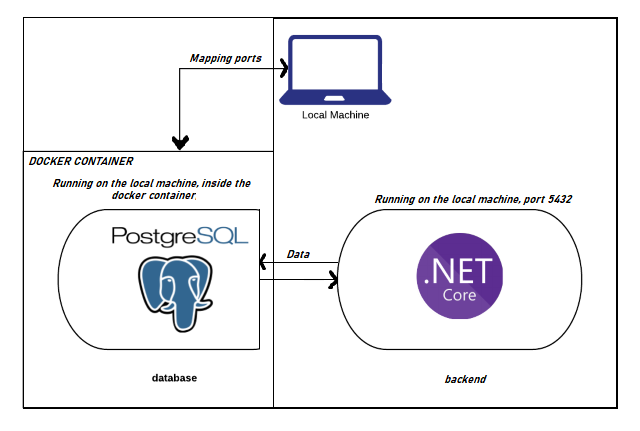 Mapping ports
Local Machine
DOCKER CONTAINER
Running on the local machine, inside the
docker container
Running on the local machine, port 5432
PostgreSQL
Data
.NET
Core
database
backend